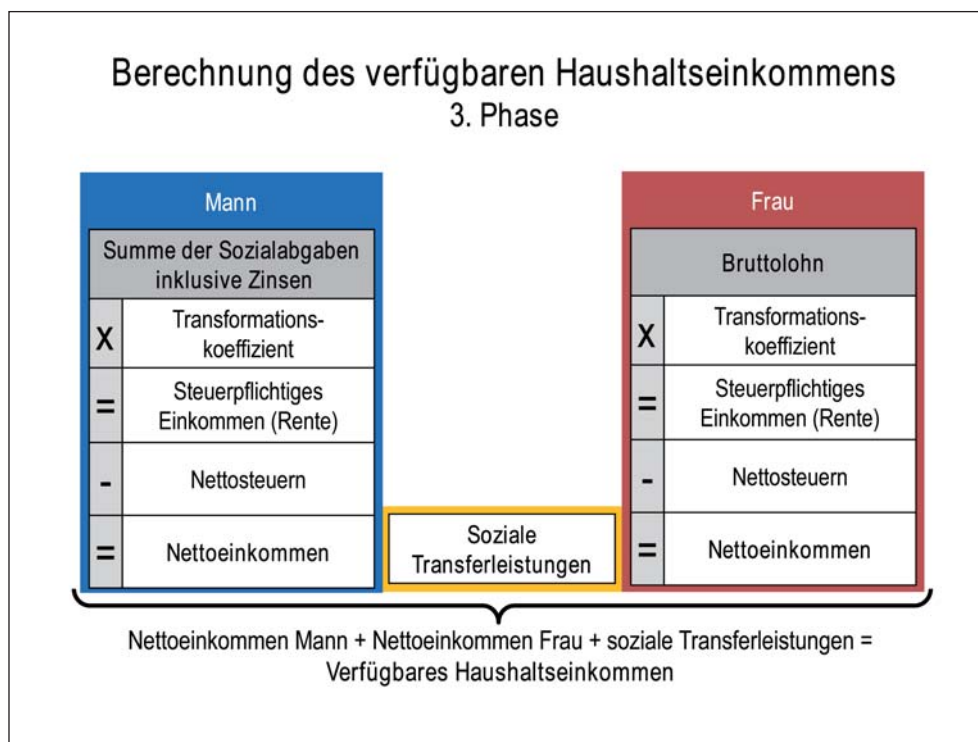 Berechnung des verfügbaren Haushaltseinkommens
3. Phase
Mann
Summe der Sozialabgaben
inklusive Zinsen
X Transformations-
koeffizient
= Steuerpflichtiges
Einkommen (Rente)
- Nettosteuern
= Nettoeinkommen
Soziale
Transferleistungen
Frau
Bruttolohn
X Transformations-
koeffizient
= Steuerpflichtiges
Einkommen (Rente)
- Nettosteuern
= Nettoeinkommen
Nettoeinkommen Mann + Nettoeinkommen Frau + soziale Transferleistungen =
Verfügbares Haushaltseinkommen